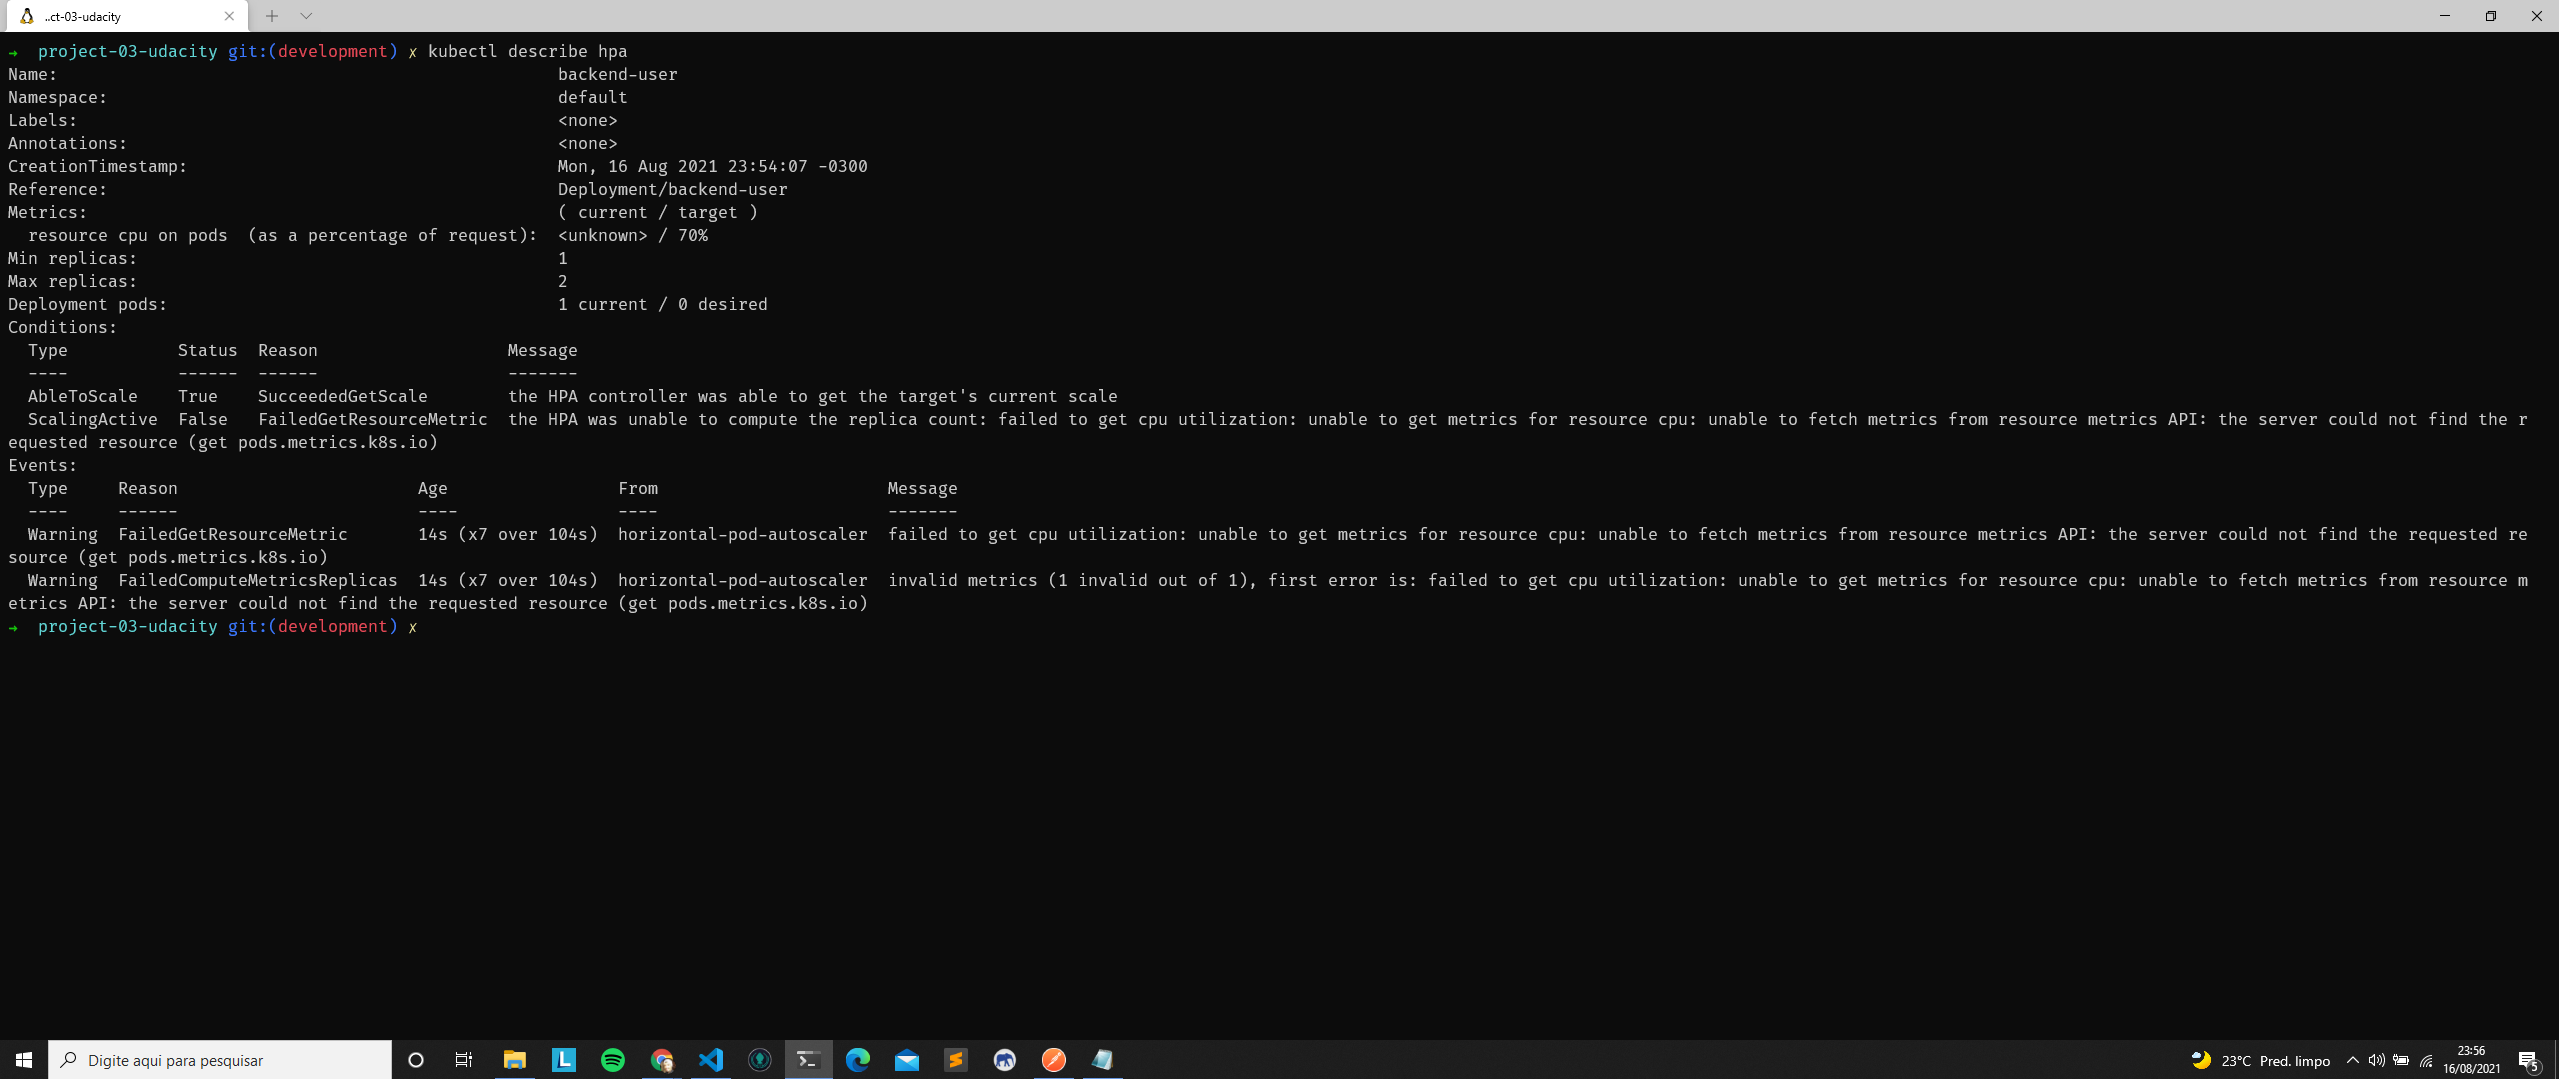 ..ct-03-udacity
→ project-03-udacity git:(development) ✗ kubectl describe hpa
Name: backend-user
Namespace: default
Labels: <none>
Annotations: <none>
CreationTimestamp: Mon, 16 Aug 2021 23:54:07 -0300
Reference: Deployment/backend-user
Metrics: ( current / target )
resource cpu on pods (as a percentage of request): <unknown> / 70%
Min replicas: 1
Max replicas: 2
Deployment pods: 1 current / 0 desired
Conditions:
Type Status Reason Message
---- ------ ------ -------
AbleToScale True SucceededGetScale the HPA controller was able to get the target's current scale
ScalingActive False FailedGetResourceMetric the HPA was unable to compute the replica count: failed to get cpu utilization: unable to get metrics for resource cpu: unable to fetch metrics from resource metrics API: the server could not find the r
equested resource (get pods.metrics.k8s.io)
Events:
Type Reason Age From Message
---- ------ ---- ---- -------
Warning FailedGetResourceMetric 14s (x7 over 104s) horizontal-pod-autoscaler failed to get cpu utilization: unable to get metrics for resource cpu: unable to fetch metrics from resource metrics API: the server could not find the requested re
source (get pods.metrics.k8s.io)
Warning FailedComputeMetricsReplicas 14s (x7 over 104s) horizontal-pod-autoscaler invalid metrics (1 invalid out of 1), first error is: failed to get cpu utilization: unable to get metrics for resource cpu: unable to fetch metrics from resource m
etrics API: the server could not find the requested resource (get pods.metrics.k8s.io)
→ project-03-udacity git:(development) ✗
Digite aqui para pesquisar
L
23°C Pred. limpo
23:56
16/08/2021
5